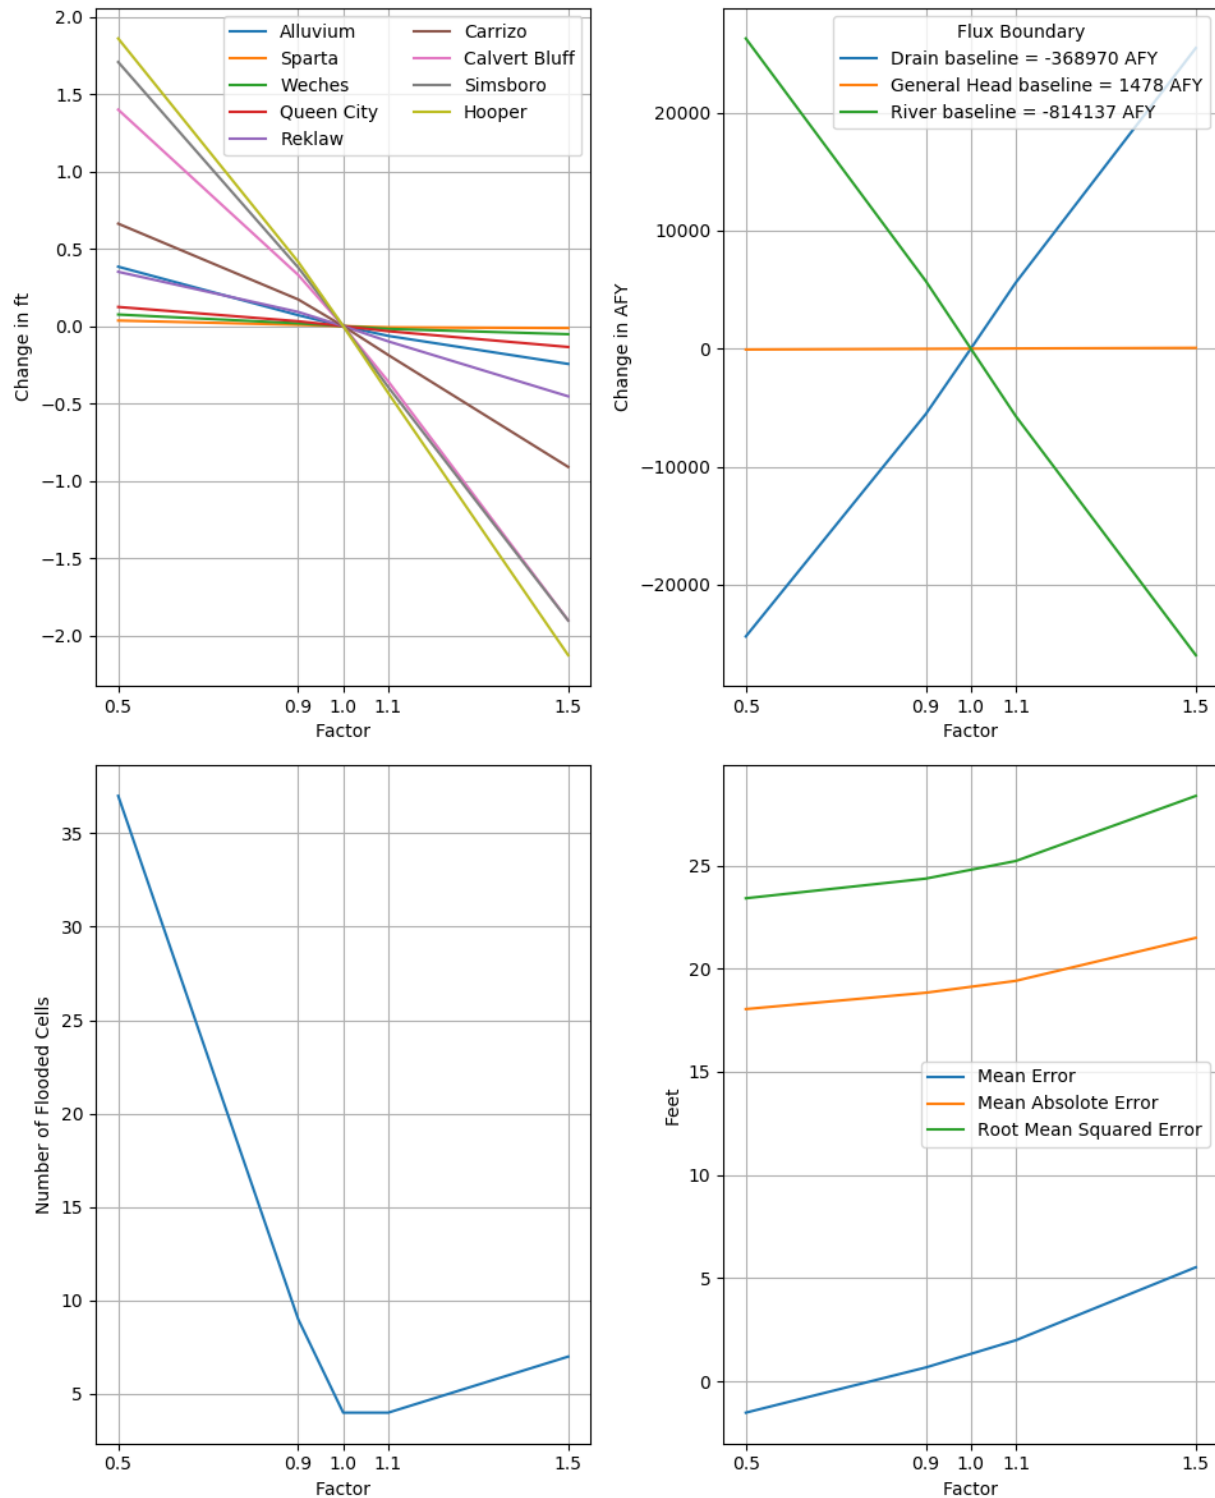 2.0
1.5
1.0
0.5
0.0
−0.5
−1.0
−1.5
−2.0
Change in ft
Alluvium
Sparta
Weches
Queen City
Reklaw
Carrizo
Calvert Bluff
Simsboro
Hooper
0.5 0.9 1.0 1.1 1.5
Factor
20000
10000
0
−10000
−20000
Change in AFY
Flux Boundary
Drain baseline = -368970 AFY
General Head baseline = 1478 AFY
River baseline = -814137 AFY
0.5 0.9 1.0 1.1 1.5
Factor
35
30
25
20
15
10
5
Number of Flooded Cells
0.5 0.9 1.0 1.1 1.5
Factor
25
20
15
10
5
0
Feet
Mean Error
Mean Absolute Error
Root Mean Squared Error
0.5 0.9 1.0 1.1 1.5
Factor